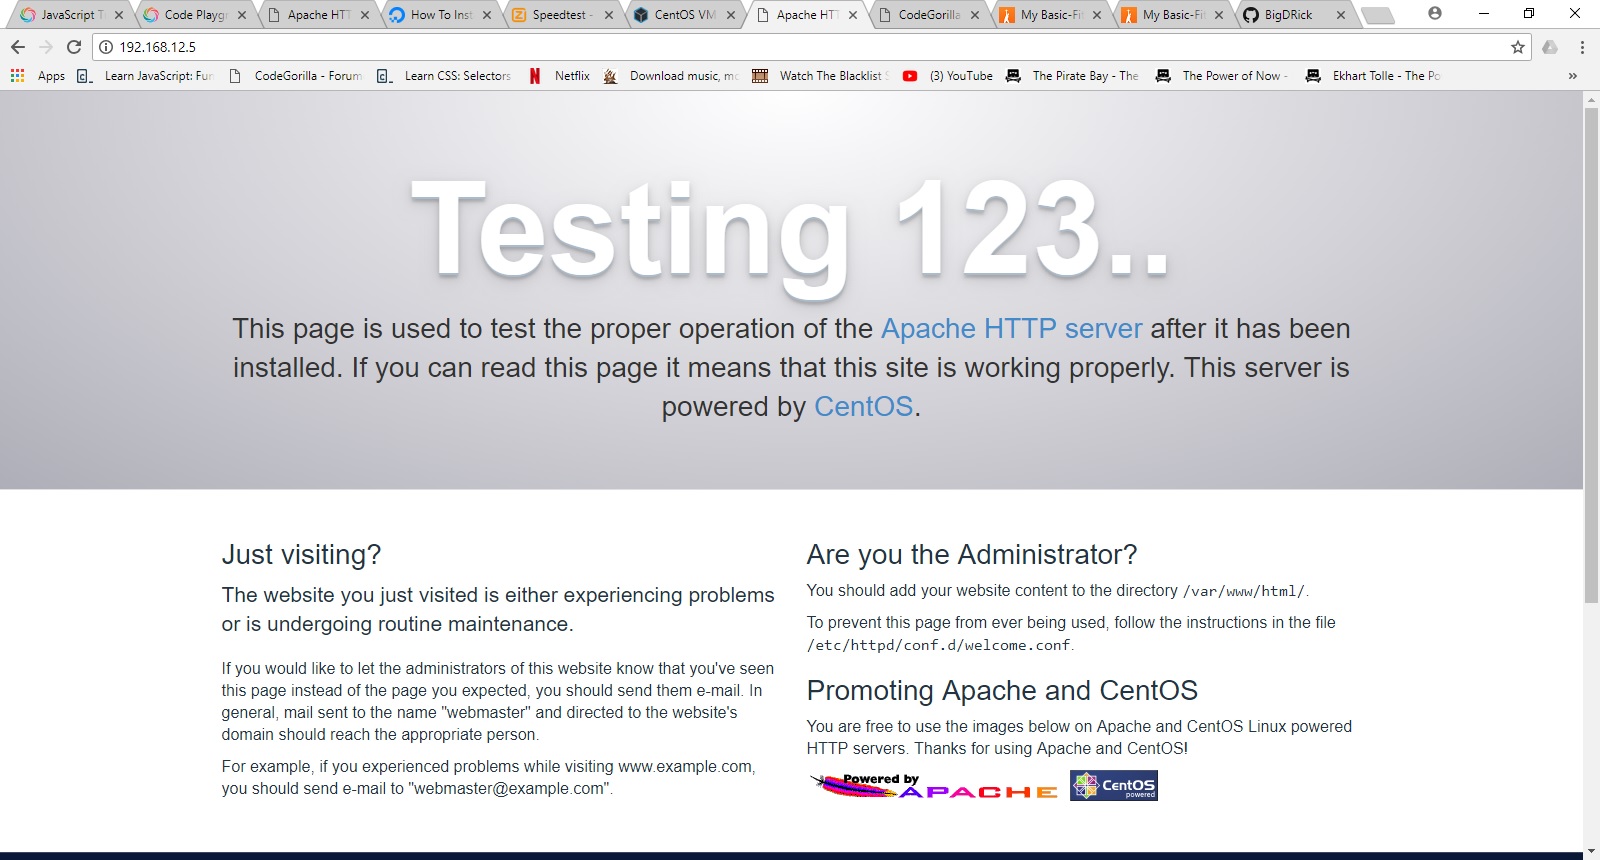 JavaScript T
Code Playgr
Apache HTT
How To Inst
Speedtest -
CentOS VM
Apache HTT
CodeGorilla
My Basic-Fi
My Basic-Fi
BigDRick
192.168.12.5
Apps
Learn JavaScript: Fun
CodeGorilla - Forum
Learn CSS: Selectors
Netflix
Download music, mo
Watch The Blacklist S
(3) YouTube
The Pirate Bay - The
The Power of Now -
Ekhart Tolle - The Po
Testing 123..
This page is used to test the proper operation of the Apache HTTP server after it has been
installed. If you can read this page it means that this site is working properly. This server is
powered by CentOS.
Just visiting?
The website you just visited is either experiencing problems
or is undergoing routine maintenance.
If you would like to let the administrators of this website know that you've seen
this page instead of the page you expected, you should send them e-mail. In
general, mail sent to the name "webmaster" and directed to the website's
domain should reach the appropriate person.
For example, if you experienced problems while visiting www.example.com,
you should send e-mail to "webmaster@example.com".
Are you the Administrator?
You should add your website content to the directory /var/www/html/.
To prevent this page from ever being used, follow the instructions in the file
/etc/httpd/conf.d/welcome.conf.
Promoting Apache and CentOS
You are free to use the images below on Apache and CentOS Linux powered
HTTP servers. Thanks for using Apache and CentOS!
Powered by
APACHE
CentOS
powered